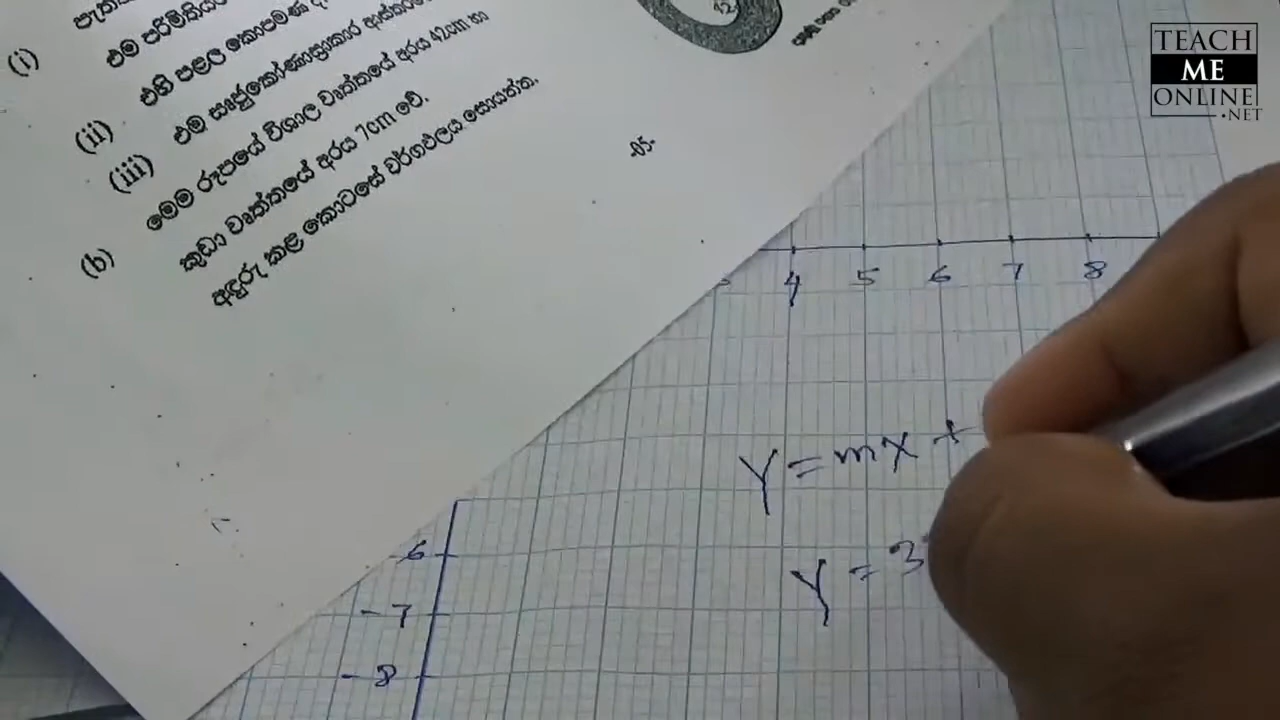 (i)
එම පරිමිතිය
(ii) එහි පළල කොපමණ ද
(iii) එම සෘජුකෝණාස්‍රාකාර
(b) මෙම රූපයේ විශාල වෘත්තයේ අරය 42cm හා
කුඩා වෘත්තයේ අරය 7cm වේ.
අඳුරු කළ කොටසේ වර්ගඵලය සොයන්න.
42
-05-
TEACH
ME
ONLINE
.NET
4 5 6 7 8
y = mx +
y = 3
-6
-7
-8